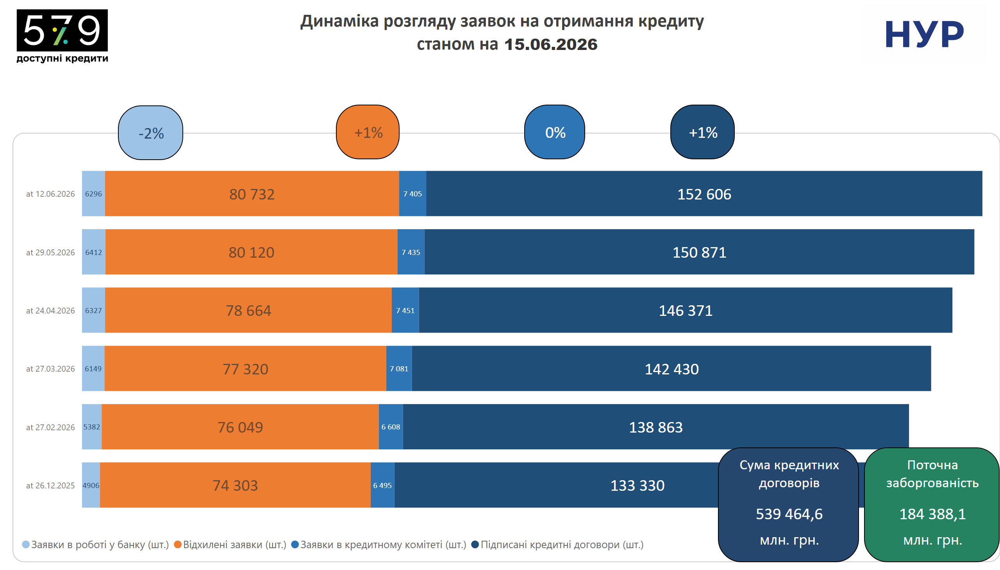 5%9
доступні кредити
Динаміка розгляду заявок на отримання кредиту
станом на 15.06.2026
НУР
-2%
+1%
0%
+1%
at 12.06.2026 6296 80 732 7 405 152 606
at 29.05.2026 6412 80 120 7 435 150 871
at 24.04.2026 6327 78 664 7 451 146 371
at 27.03.2026 6149 77 320 7 081 142 430
at 27.02.2026 5382 76 049 6 608 138 863
at 26.12.2025 4906 74 303 6 495 133 330
Заявки в роботі у банку (шт.) Відхилені заявки (шт.) Заявки в кредитному комітеті (шт.) Підписані кредитні договори (шт.)
Сума кредитних
договорів
539 464,6
млн. грн.
Поточна
заборгованість
184 388,1
млн. грн.